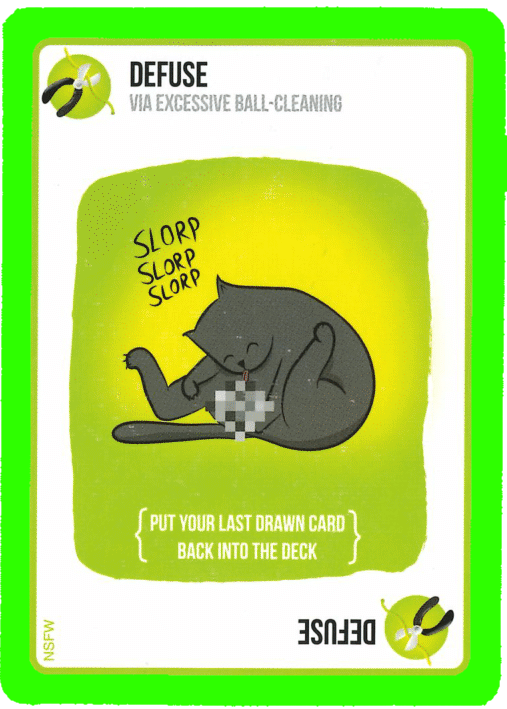 DEFUSE
VIA EXCESSIVE BALL-CLEANING
SLORP
SLORP
SLORP
{PUT YOUR LAST DRAWN CARD
BACK INTO THE DECK}
NSFW
DEFUSE